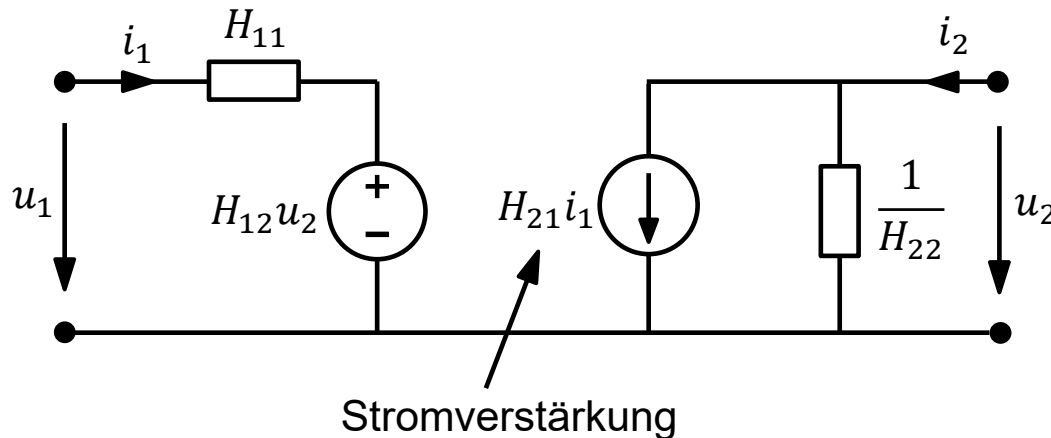 i₁
H₁₁
i₂
u₁
H₁₂u₂
+
−
H₂₁i₁
1
H₂₂
u₂
Stromverstärkung